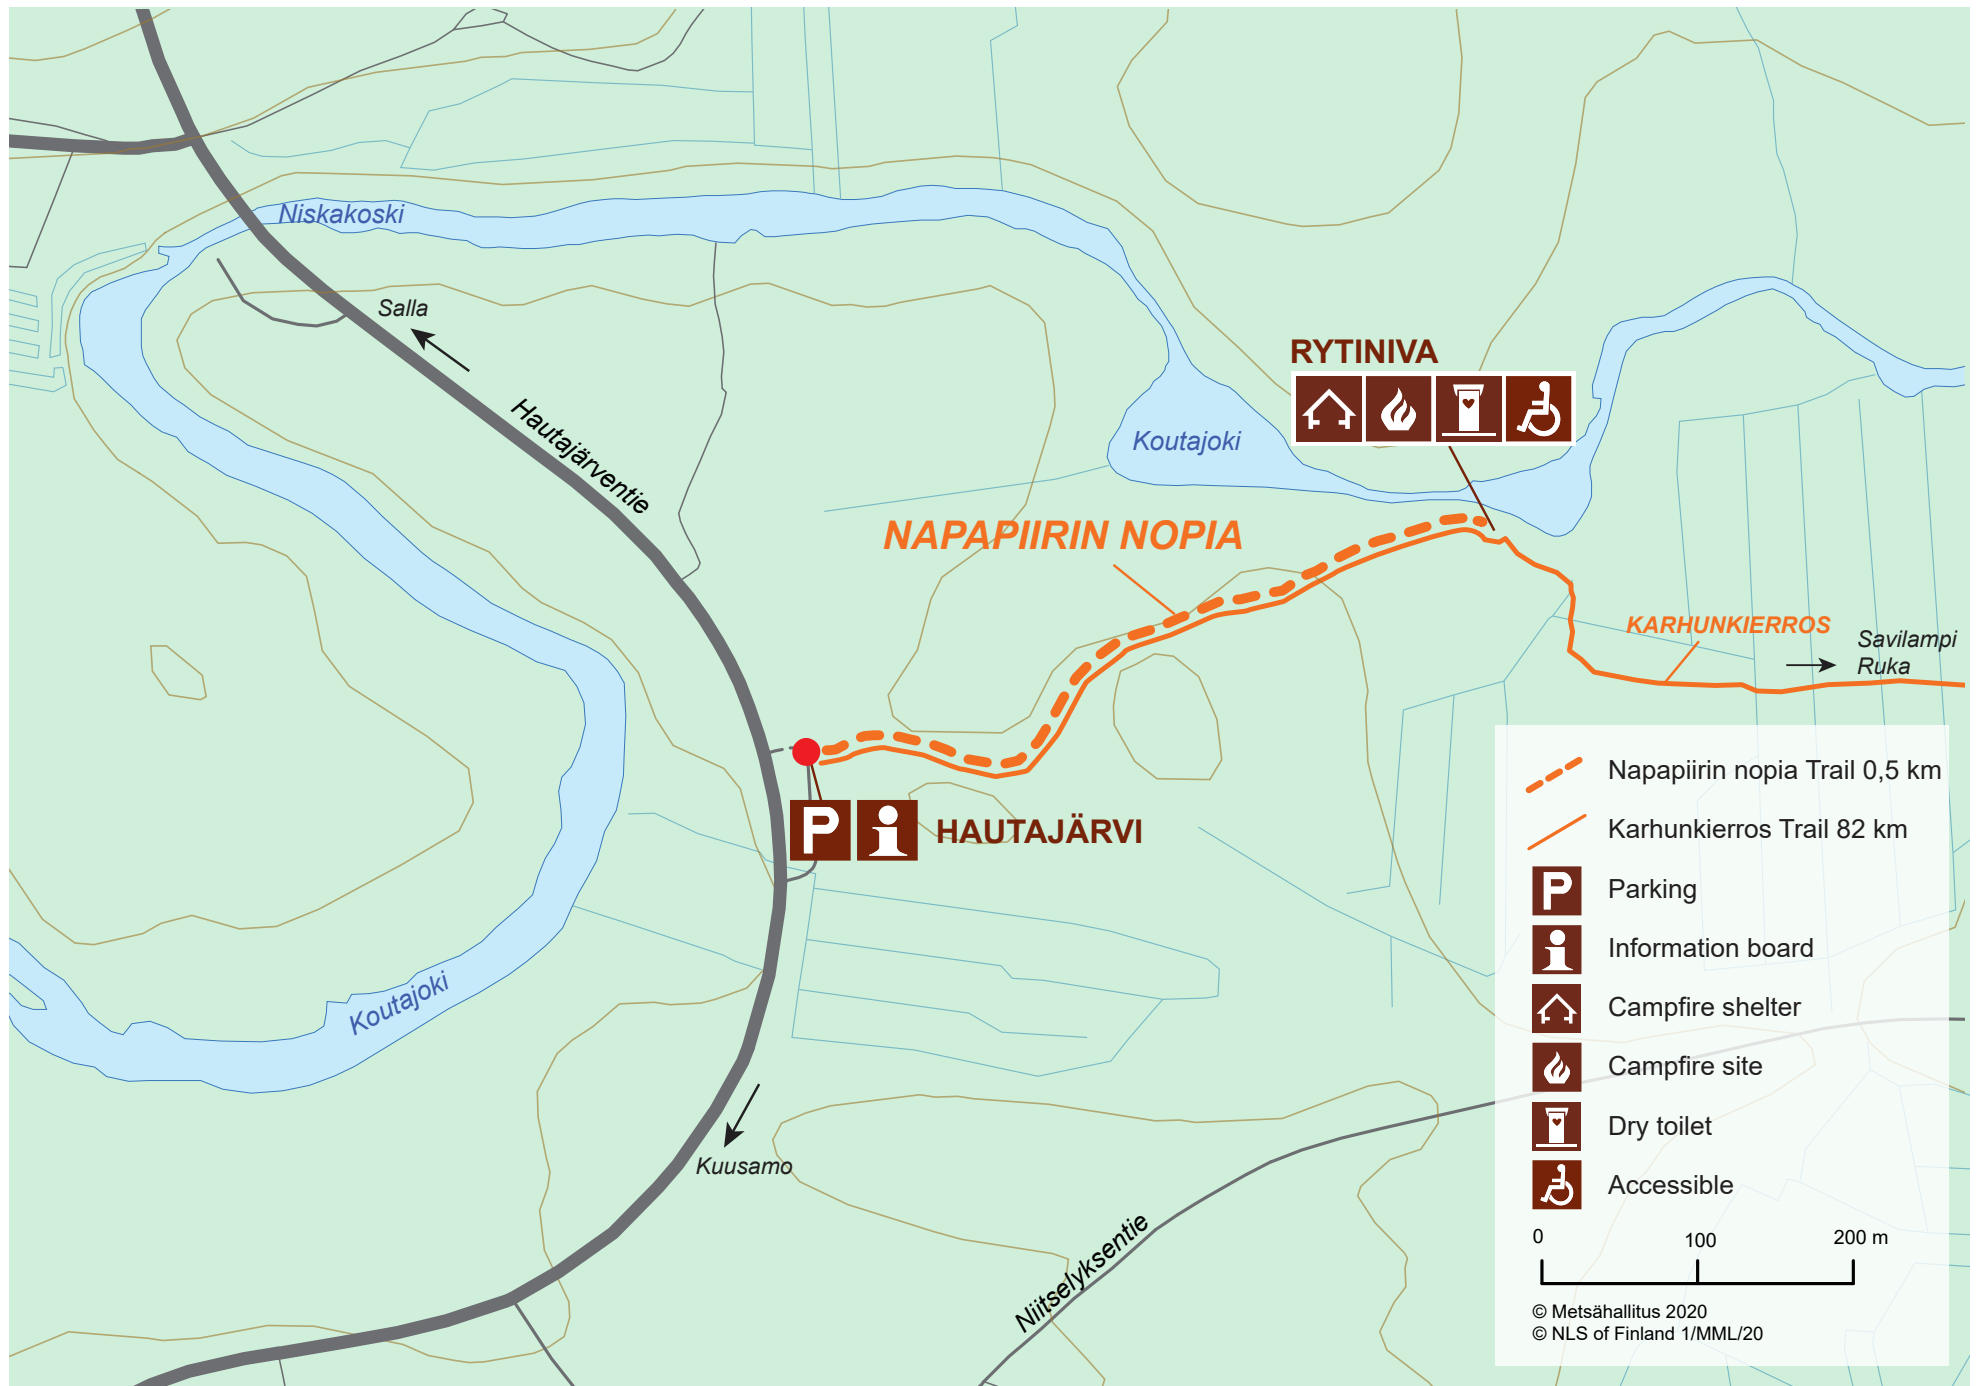 Niskakoski
Salla
Hautajärventie
RYTINIVA
Koutajoki
NAPAPIIRIN NOPIA
KARHUNKIERROS
Savilampi
Ruka
P
HAUTAJÄRVI
Koutajoki
Kuusamo
Niitselyksentie
Napapiirin nopia Trail 0,5 km
Karhunkierros Trail 82 km
P
Parking
Information board
Campfire shelter
Campfire site
Dry toilet
Accessible
0 100 200 m
© Metsähallitus 2020
© NLS of Finland 1/MML/20